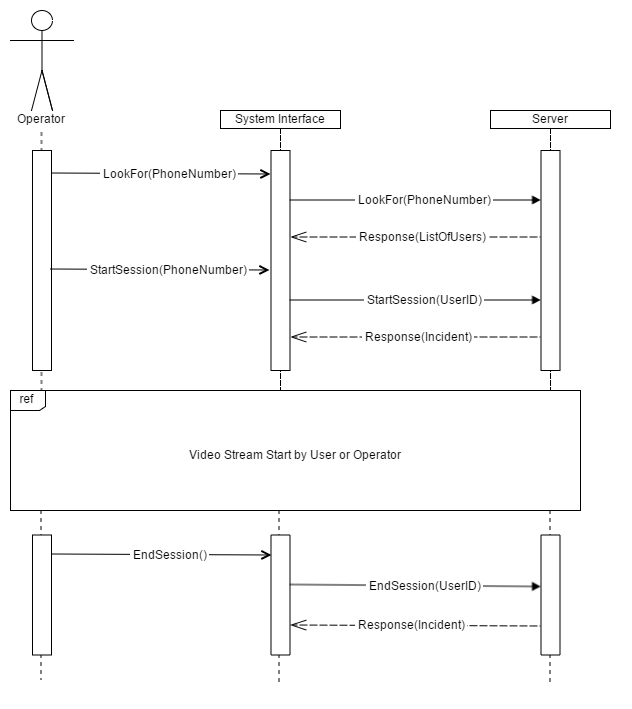 Operator
System Interface
Server
LookFor(PhoneNumber)
LookFor(PhoneNumber)
Response(ListOfUsers)
StartSession(PhoneNumber)
StartSession(UserID)
Response(Incident)
ref
Video Stream Start by User or Operator
EndSession()
EndSession(UserID)
Response(Incident)